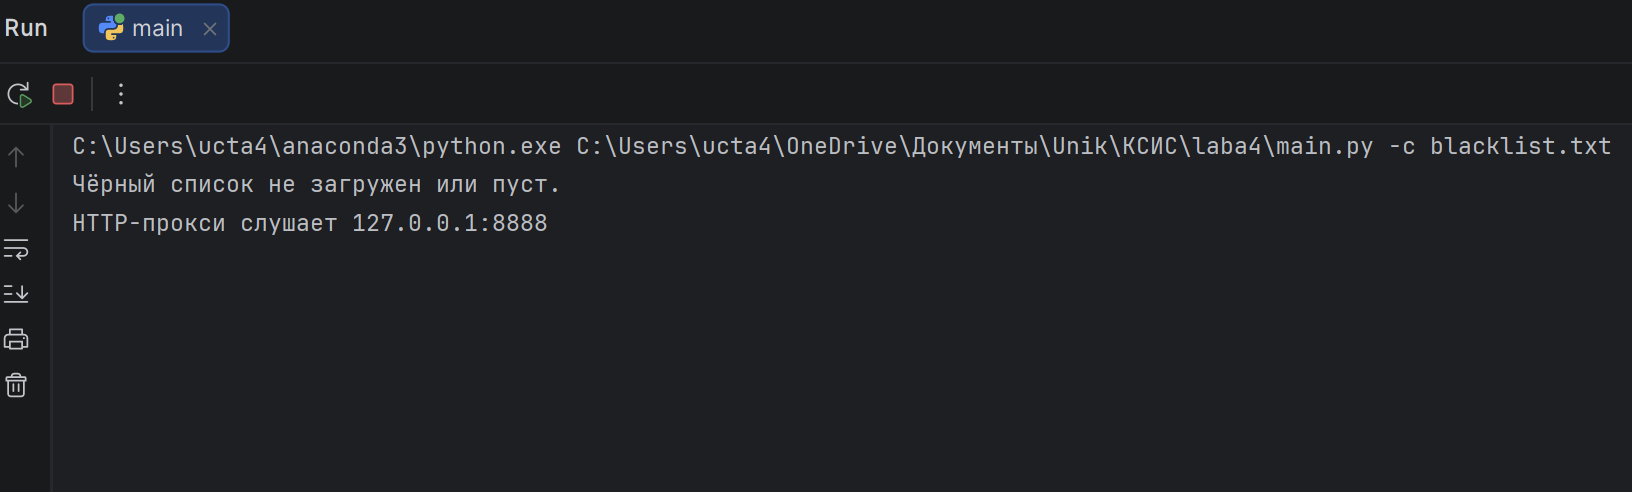 Run main
C:\Users\ucta4\anaconda3\python.exe C:\Users\ucta4\OneDrive\Документы\Unik\КСИС\laba4\main.py -c blacklist.txt
Чёрный список не загружен или пуст.
HTTP-прокси слушает 127.0.0.1:8888